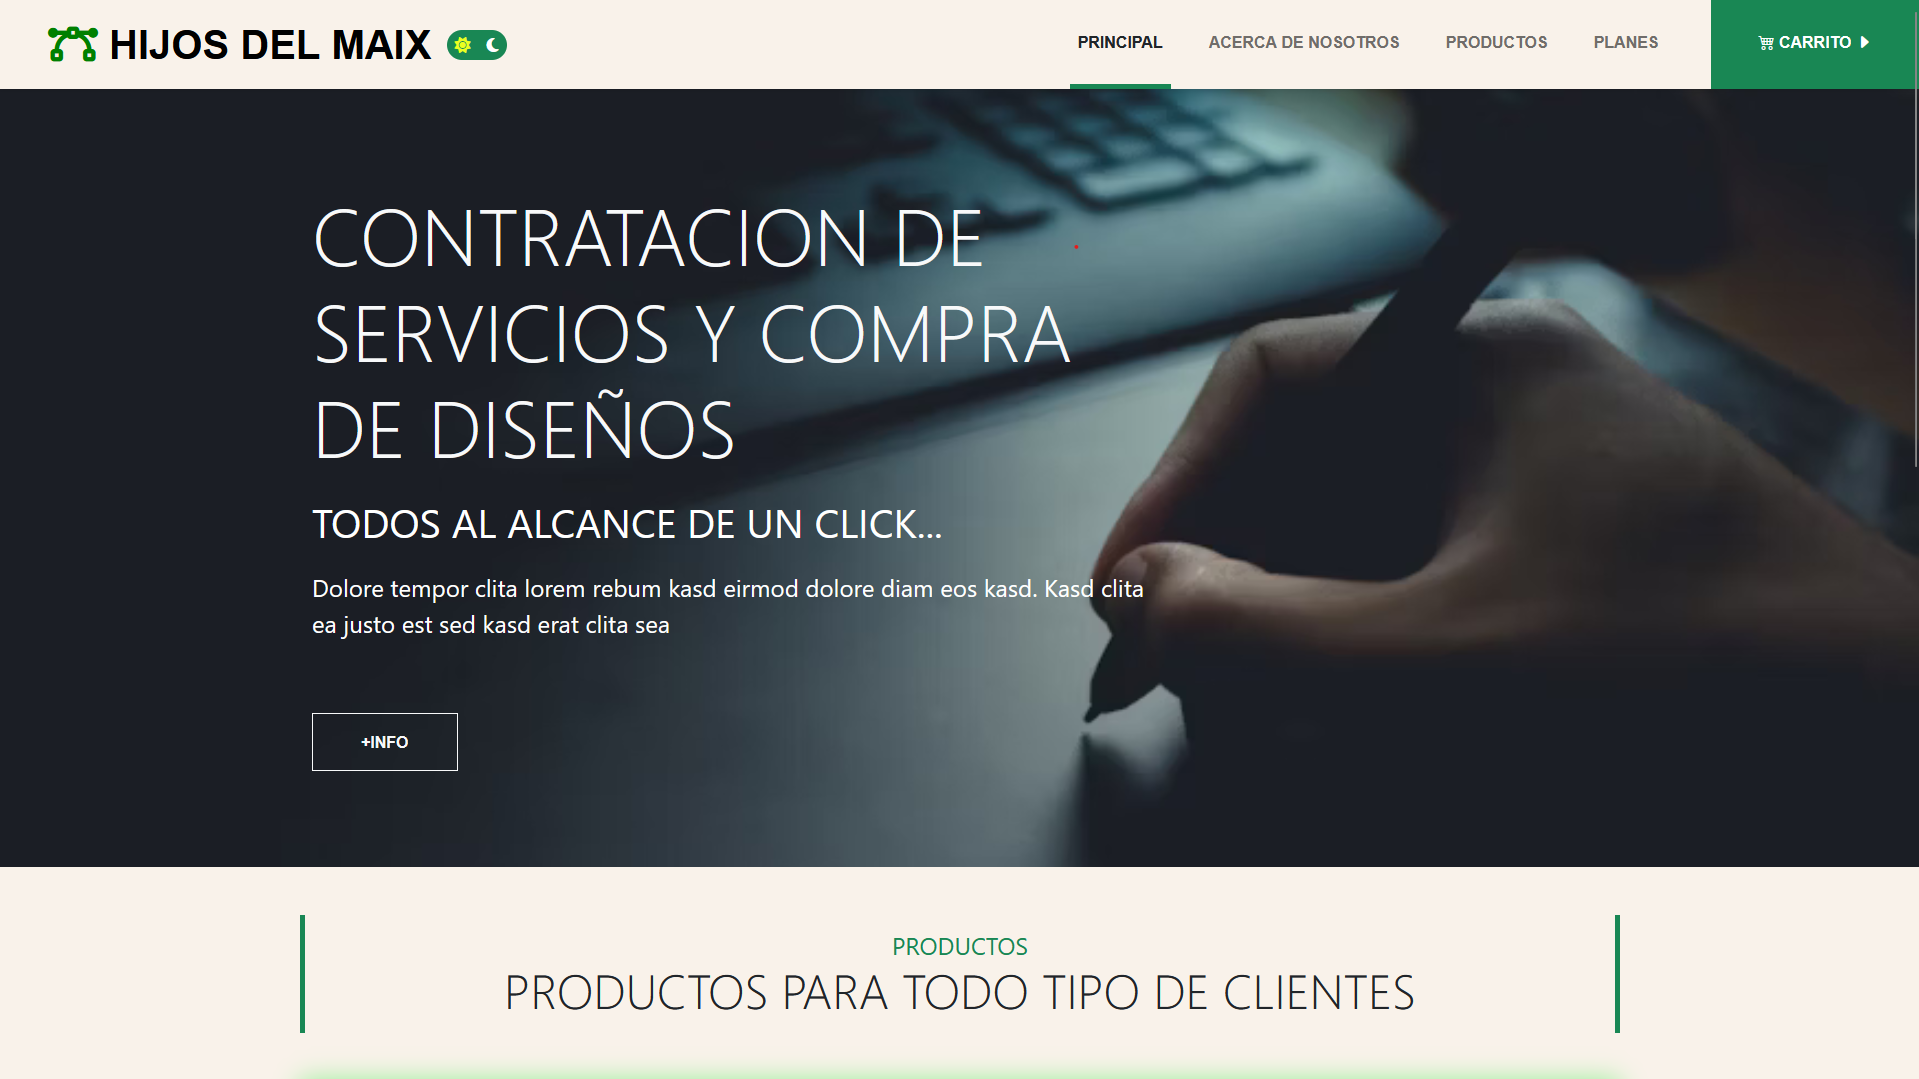 HIJOS DEL MAIX
PRINCIPAL
ACERCA DE NOSOTROS
PRODUCTOS
PLANES
CARRITO
CONTRATACION DE
SERVICIOS Y COMPRA
DE DISEÑOS
TODOS AL ALCANCE DE UN CLICK...
Dolore tempor clita lorem rebum kasd eirmod dolore diam eos kasd. Kasd clita
ea justo est sed kasd erat clita sea
+INFO
PRODUCTOS
PRODUCTOS PARA TODO TIPO DE CLIENTES